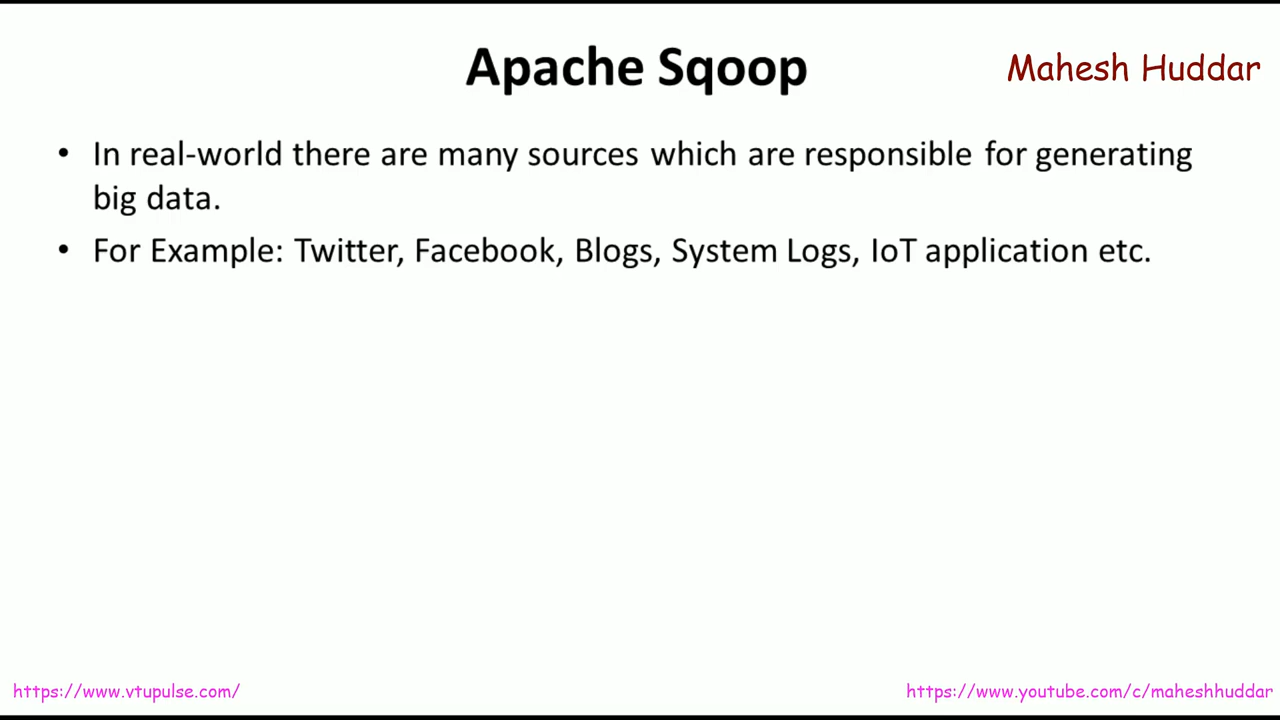 Apache Sqoop
Mahesh Huddar
• In real-world there are many sources which are responsible for generating
big data.
• For Example: Twitter, Facebook, Blogs, System Logs, IoT application etc.
https://www.vtupulse.com/
https://www.youtube.com/c/maheshhuddar